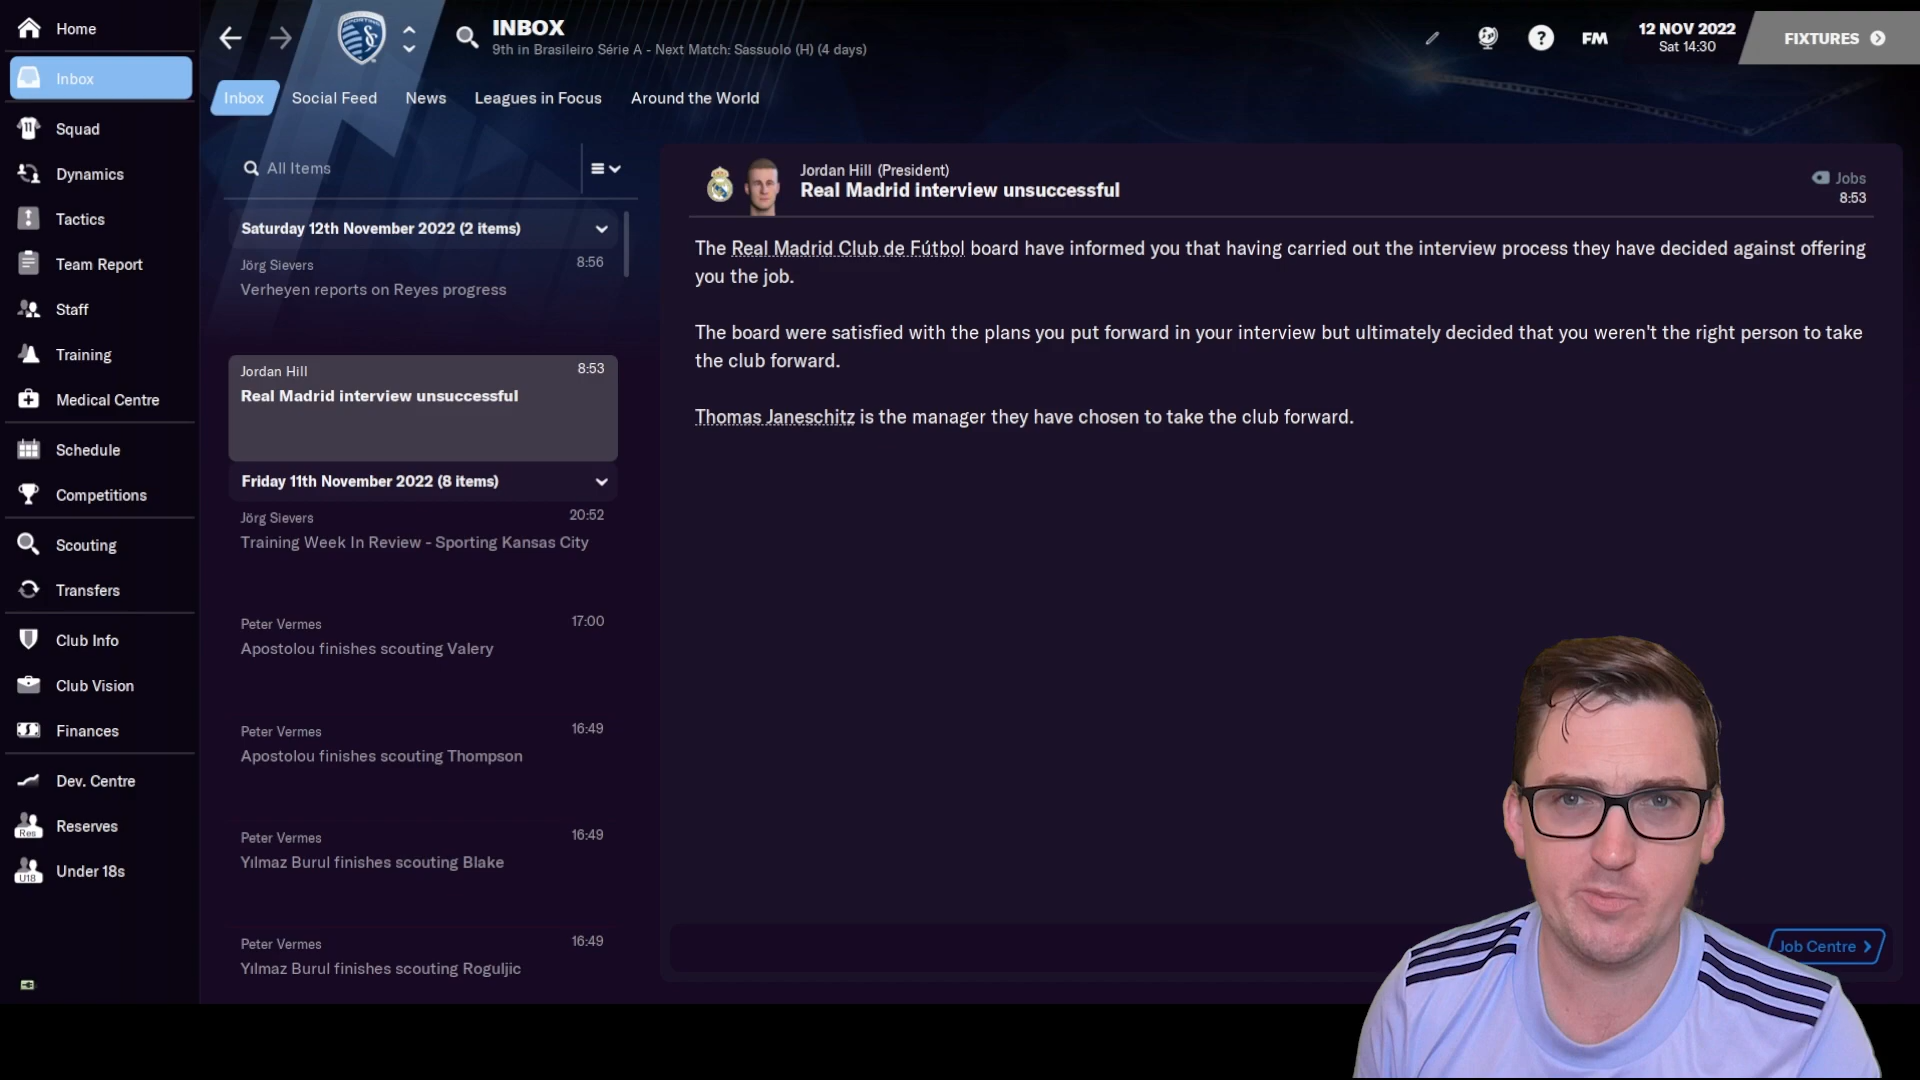 Home
Inbox
Squad
Dynamics
Tactics
Team Report
Staff
Training
Medical Centre
Schedule
Competitions
Scouting
Transfers
Club Info
Club Vision
Finances
Dev. Centre
Res
Reserves
U18
Under 18s
INBOX
9th in Brasileiro Série A - Next Match: Sassuolo (H) (4 days)
FM
12 NOV 2022
Sat 14:30
FIXTURES
Inbox
Social Feed
News
Leagues in Focus
Around the World
All Items
Saturday 12th November 2022 (2 items)
Jörg Sievers 8:56
Verheyen reports on Reyes progress
Jordan Hill 8:53
Real Madrid interview unsuccessful
Friday 11th November 2022 (8 items)
Jörg Sievers 20:52
Training Week In Review - Sporting Kansas City
Peter Vermes 17:00
Apostolou finishes scouting Valery
Peter Vermes 16:49
Apostolou finishes scouting Thompson
Peter Vermes 16:49
Yılmaz Burul finishes scouting Blake
Peter Vermes 16:49
Yılmaz Burul finishes scouting Roguljic
Jordan Hill (President)
Real Madrid interview unsuccessful
Jobs
8:53
The Real Madrid Club de Fútbol board have informed you that having carried out the interview process they have decided against offering
you the job.
The board were satisfied with the plans you put forward in your interview but ultimately decided that you weren't the right person to take
the club forward.
Thomas Janeschitz is the manager they have chosen to take the club forward.
Job Centre